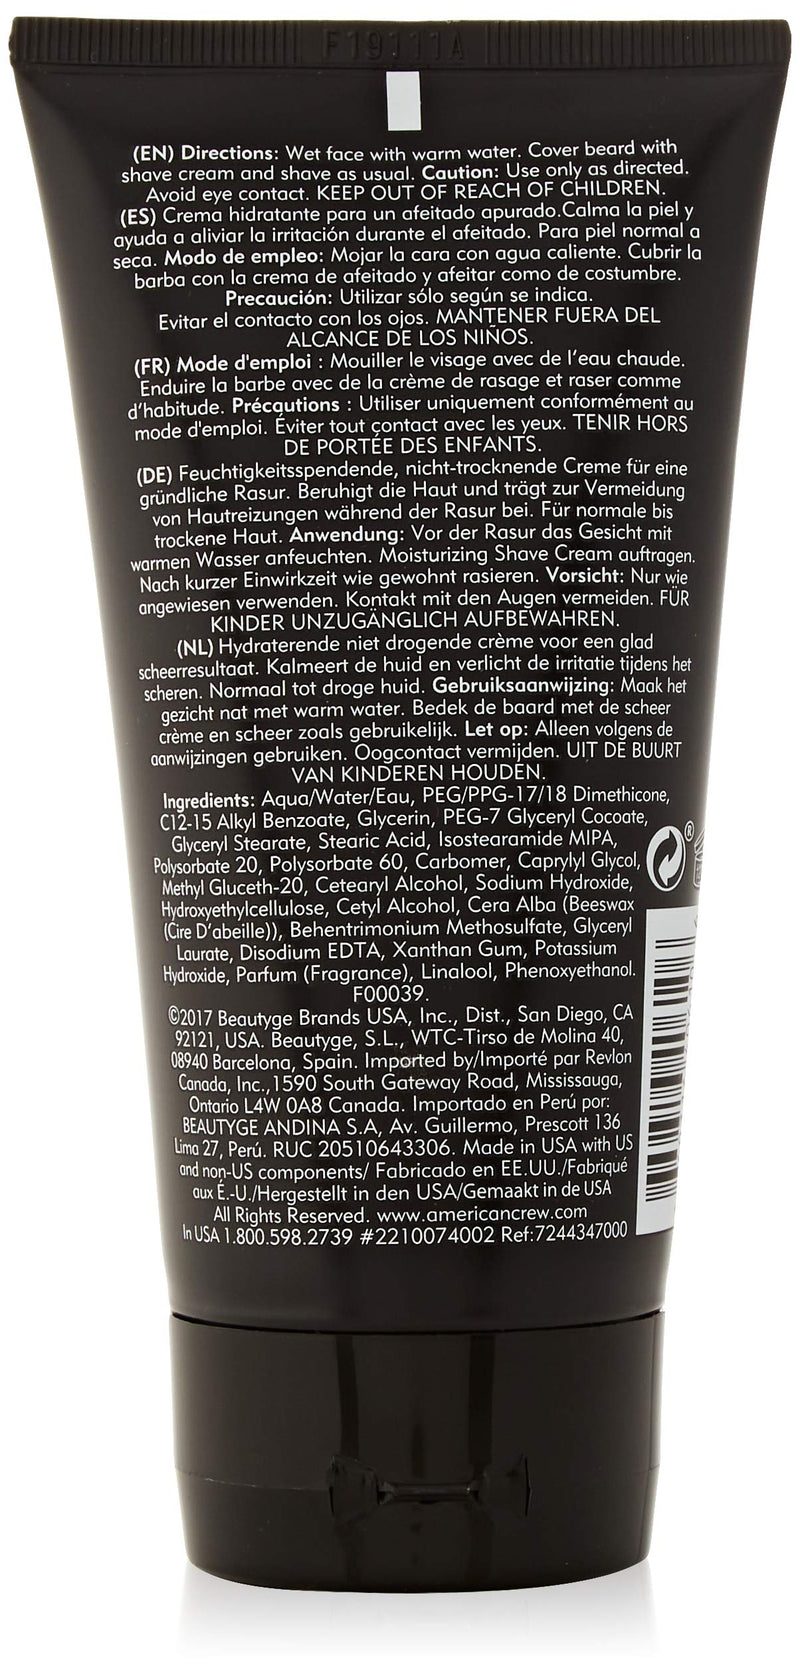 F19111A
(EN) Directions: Wet face with warm water. Cover beard with
shave cream and shave as usual. Caution: Use only as directed.
Avoid eye contact. KEEP OUT OF REACH OF CHILDREN.
(ES) Crema hidratante para un afeitado apurado.Calma la piel y
ayuda a aliviar la irritación durante el afeitado. Para piel normal a
seca. Modo de empleo: Mojar la cara con agua caliente. Cubrir la
barba con la crema de afeitado y afeitar como de costumbre.
Precaución: Utilizar sólo según se indica.
Evitar el contacto con los ojos. MANTENER FUERA DEL
ALCANCE DE LOS NIÑOS.
(FR) Mode d'emploi : Mouiller le visage avec de l'eau chaude.
Enduire la barbe avec de la crème de rasage et raser comme
d'habitude. Précautions : Utiliser uniquement conformément au
mode d'emploi. Éviter tout contact avec les yeux. TENIR HORS
DE PORTÉE DES ENFANTS.
(DE) Feuchtigkeitsspendende, nicht-trocknende Creme für eine
gründliche Rasur. Beruhigt die Haut und trägt zur Vermeidung
von Hautreizungen während der Rasur bei. Für normale bis
trockene Haut. Anwendung: Vor der Rasur das Gesicht mit
warmen Wasser anfeuchten. Moisturizing Shave Cream auftragen.
Nach kurzer Einwirkzeit wie gewohnt rasieren. Vorsicht: Nur wie
angewiesen verwenden. Kontakt mit den Augen vermeiden. FÜR
KINDER UNZUGÄNGLICH AUFBEWAHREN.
(NL) Hydraterende niet drogende crème voor een glad
scheerresultaat. Kalmeert de huid en verlicht de irritatie tijdens het
scheren. Normaal tot droge huid. Gebruiksaanwijzing: Maak het
gezicht nat met warm water. Bedek de baard met de scheer
crème en scheer zoals gebruikelijk. Let op: Alleen volgens de
aanwijzingen gebruiken. Oogcontact vermijden. UIT DE BUURT
VAN KINDEREN HOUDEN.
Ingredients: Aqua/Water/Eau, PEG/PPG-17/18 Dimethicone,
C12-15 Alkyl Benzoate, Glycerin, PEG-7 Glyceryl Cocoate,
Glyceryl Stearate, Stearic Acid, Isostearamide MIPA,
Polysorbate 20, Polysorbate 60, Carbomer, Caprylyl Glycol,
Methyl Gluceth-20, Cetearyl Alcohol, Sodium Hydroxide,
Hydroxyethylcellulose, Cetyl Alcohol, Cera Alba (Beeswax
(Cire D'abeille)), Behentrimonium Methosulfate, Glyceryl
Laurate, Disodium EDTA, Xanthan Gum, Potassium
Hydroxide, Parfum (Fragrance), Linalool, Phenoxyethanol.
F00039.
©2017 Beautyge Brands USA, Inc., Dist., San Diego, CA
92121, USA. Beautyge, S.L., WTC-Tirso de Molina 40,
08940 Barcelona, Spain. Imported by/Importé par Revlon
Canada, Inc.,1590 South Gateway Road, Mississauga,
Ontario L4W 0A8 Canada. Importado en Perú por:
BEAUTYGE ANDINA S.A, Av. Guillermo, Prescott 136
Lima 27, Perú. RUC 20510643306. Made in USA with US
and non-US components/ Fabricado en EE.UU./Fabriqué
aux É.-U./Hergestellt in den USA/Gemaakt in de USA
All Rights Reserved. www.americancrew.com
In USA 1.800.598.2739 #2210074002 Ref:7244347000
®